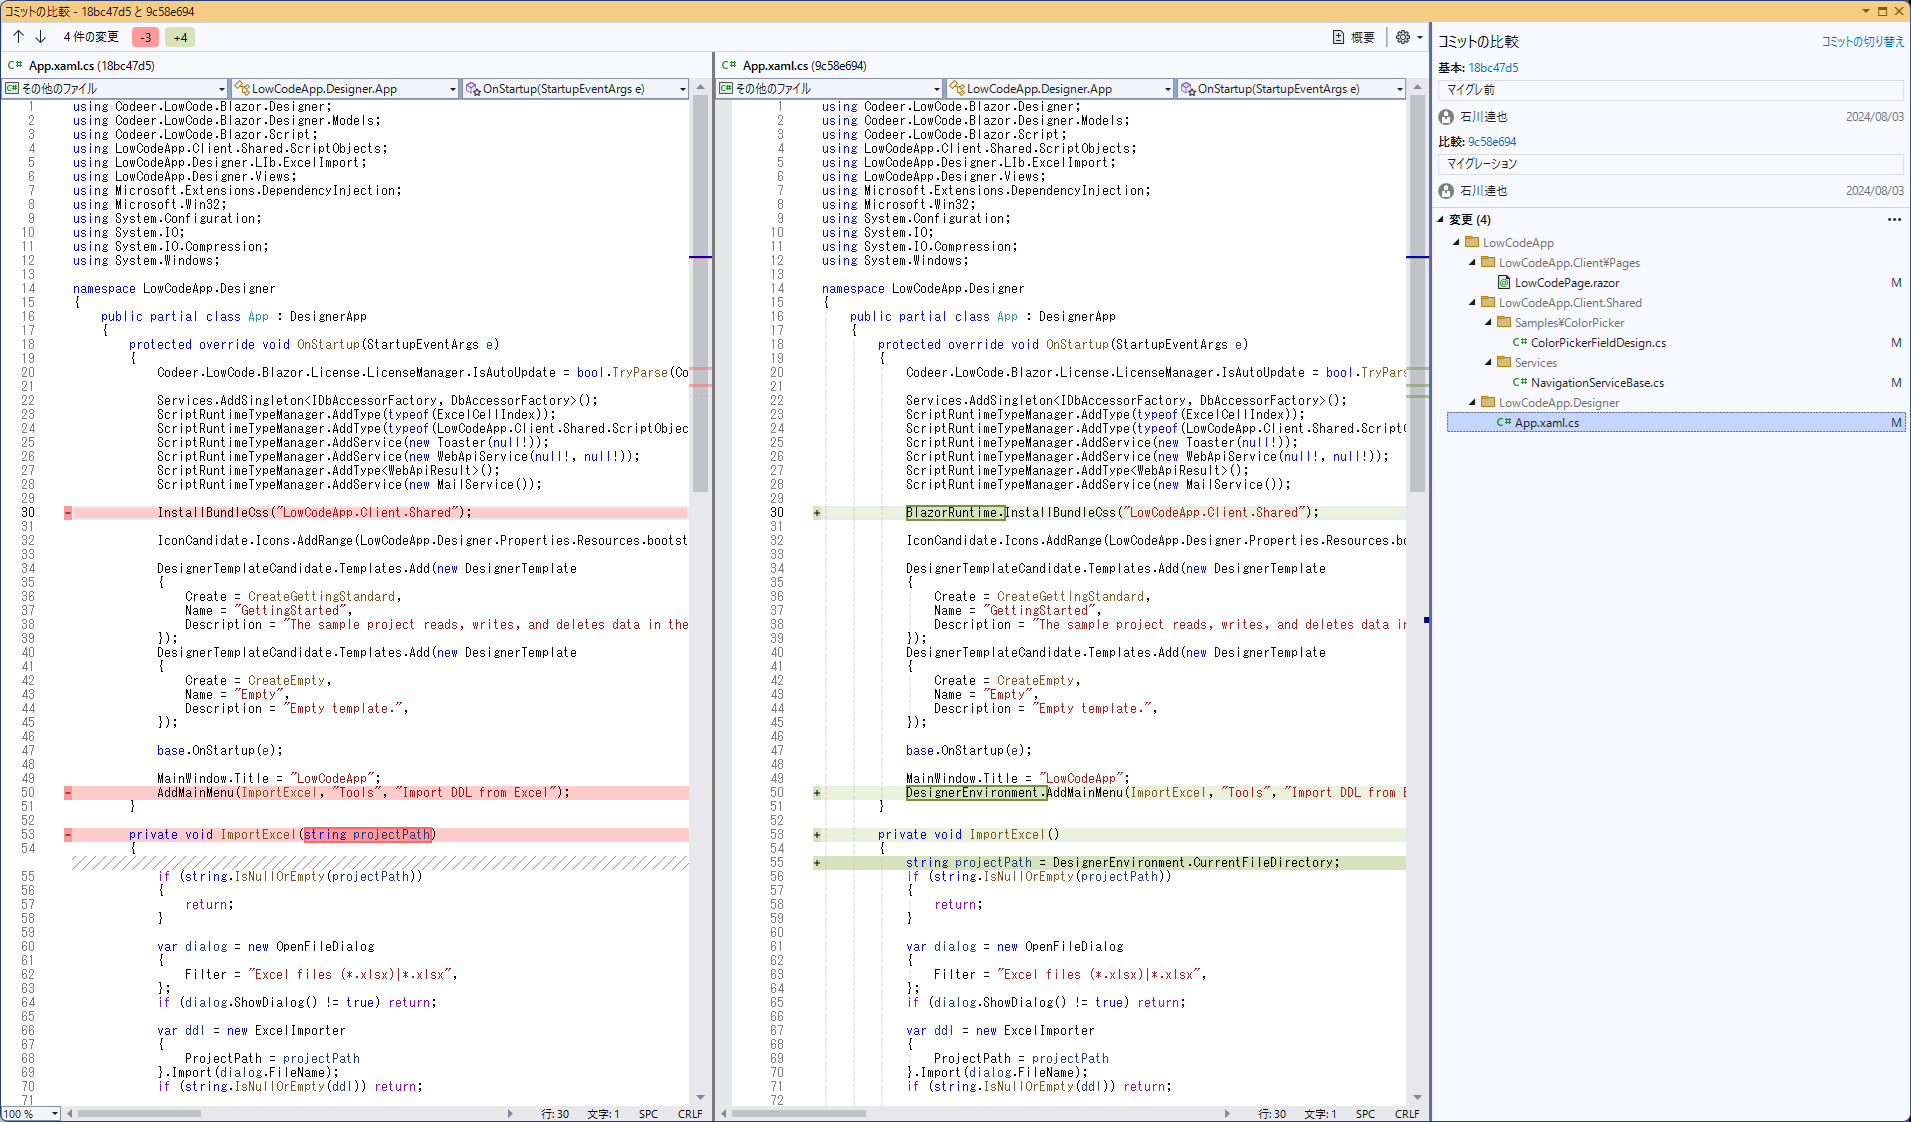 コミットの比較 - 18bc47d5 と 9c58e694
4 件の変更 -3 +4
概要
App.xaml.cs (18bc47d5)
その他のファイル
LowCodeApp.Designer.App
OnStartup(StartupEventArgs e)
1 using Codeer.LowCode.Blazor.Designer;
2 using Codeer.LowCode.Blazor.Designer.Models;
3 using Codeer.LowCode.Blazor.Script;
4 using LowCodeApp.Client.Shared.ScriptObjects;
5 using LowCodeApp.Designer.LIb.ExcelImport;
6 using LowCodeApp.Designer.Views;
7 using Microsoft.Extensions.DependencyInjection;
8 using Microsoft.Win32;
9 using System.Configuration;
10 using System.IO;
11 using System.IO.Compression;
12 using System.Windows;
13
14 namespace LowCodeApp.Designer
15 {
16 public partial class App : DesignerApp
17 {
18 protected override void OnStartup(StartupEventArgs e)
19 {
20 Codeer.LowCode.Blazor.License.LicenseManager.IsAutoUpdate = bool.TryParse(Co
21
22 Services.AddSingleton<IDbAccessorFactory, DbAccessorFactory>();
23 ScriptRuntimeTypeManager.AddType(typeof(ExcelCellIndex));
24 ScriptRuntimeTypeManager.AddType(typeof(LowCodeApp.Client.Shared.ScriptObjec
25 ScriptRuntimeTypeManager.AddService(new Toaster(null!));
26 ScriptRuntimeTypeManager.AddService(new WebApiService(null!, null!));
27 ScriptRuntimeTypeManager.AddType<WebApiResult>();
28 ScriptRuntimeTypeManager.AddService(new MailService());
29
30 - InstallBundleCss("LowCodeApp.Client.Shared");
31
32 IconCandidate.Icons.AddRange(LowCodeApp.Designer.Properties.Resources.bootst
33
34 DesignerTemplateCandidate.Templates.Add(new DesignerTemplate
35 {
36 Create = CreateGettingStandard,
37 Name = "GettingStarted",
38 Description = "The sample project reads, writes, and deletes data in the
39 });
40 DesignerTemplateCandidate.Templates.Add(new DesignerTemplate
41 {
42 Create = CreateEmpty,
43 Name = "Empty",
44 Description = "Empty template.",
45 });
46
47 base.OnStartup(e);
48
49 MainWindow.Title = "LowCodeApp";
50 - AddMainMenu(ImportExcel, "Tools", "Import DDL from Excel");
51 }
52
53 - private void ImportExcel(string projectPath)
54 {
55 if (string.IsNullOrEmpty(projectPath))
56 {
57 return;
58 }
59
60 var dialog = new OpenFileDialog
61 {
62 Filter = "Excel files (*.xlsx)|*.xlsx",
63 };
64 if (dialog.ShowDialog() != true) return;
65
66 var ddl = new ExcelImporter
67 {
68 ProjectPath = projectPath
69 }.Import(dialog.FileName);
70 if (string.IsNullOrEmpty(ddl)) return;
71
100 % 行: 30 文字: 1 SPC CRLF
App.xaml.cs (9c58e694)
その他のファイル
LowCodeApp.Designer.App
OnStartup(StartupEventArgs e)
1 using Codeer.LowCode.Blazor.Designer;
2 using Codeer.LowCode.Blazor.Designer.Models;
3 using Codeer.LowCode.Blazor.Script;
4 using LowCodeApp.Client.Shared.ScriptObjects;
5 using LowCodeApp.Designer.LIb.ExcelImport;
6 using LowCodeApp.Designer.Views;
7 using Microsoft.Extensions.DependencyInjection;
8 using Microsoft.Win32;
9 using System.Configuration;
10 using System.IO;
11 using System.IO.Compression;
12 using System.Windows;
13
14 namespace LowCodeApp.Designer
15 {
16 public partial class App : DesignerApp
17 {
18 protected override void OnStartup(StartupEventArgs e)
19 {
20 Codeer.LowCode.Blazor.License.LicenseManager.IsAutoUpdate = bool.TryPars
21
22 Services.AddSingleton<IDbAccessorFactory, DbAccessorFactory>();
23 ScriptRuntimeTypeManager.AddType(typeof(ExcelCellIndex));
24 ScriptRuntimeTypeManager.AddType(typeof(LowCodeApp.Client.Shared.ScriptO
25 ScriptRuntimeTypeManager.AddService(new Toaster(null!));
26 ScriptRuntimeTypeManager.AddService(new WebApiService(null!, null!));
27 ScriptRuntimeTypeManager.AddType<WebApiResult>();
28 ScriptRuntimeTypeManager.AddService(new MailService());
29
30 + BlazorRuntime.InstallBundleCss("LowCodeApp.Client.Shared");
31
32 IconCandidate.Icons.AddRange(LowCodeApp.Designer.Properties.Resources.bo
33
34 DesignerTemplateCandidate.Templates.Add(new DesignerTemplate
35 {
36 Create = CreateGettingStandard,
37 Name = "GettingStarted",
38 Description = "The sample project reads, writes, and deletes data in
39 });
40 DesignerTemplateCandidate.Templates.Add(new DesignerTemplate
41 {
42 Create = CreateEmpty,
43 Name = "Empty",
44 Description = "Empty template.",
45 });
46
47 base.OnStartup(e);
48
49 MainWindow.Title = "LowCodeApp";
50 + DesignerEnvironment.AddMainMenu(ImportExcel, "Tools", "Import DDL from E
51 }
52
53 + private void ImportExcel()
54 {
55 + string projectPath = DesignerEnvironment.CurrentFileDirectory;
56 if (string.IsNullOrEmpty(projectPath))
57 {
58 return;
59 }
60
61 var dialog = new OpenFileDialog
62 {
63 Filter = "Excel files (*.xlsx)|*.xlsx",
64 };
65 if (dialog.ShowDialog() != true) return;
66
67 var ddl = new ExcelImporter
68 {
69 ProjectPath = projectPath
70 }.Import(dialog.FileName);
71 if (string.IsNullOrEmpty(ddl)) return;
72
行: 30 文字: 1 SPC CRLF
コミットの比較 コミットの切り替え
基本: 18bc47d5
マイグレ前
石川達也 2024/08/03
比較: 9c58e694
マイグレーション
石川達也 2024/08/03
変更 (4)
LowCodeApp
LowCodeApp.Client¥Pages
LowCodePage.razor M
LowCodeApp.Client.Shared
Samples¥ColorPicker
C# ColorPickerFieldDesign.cs M
Services
C# NavigationServiceBase.cs M
LowCodeApp.Designer
C# App.xaml.cs M